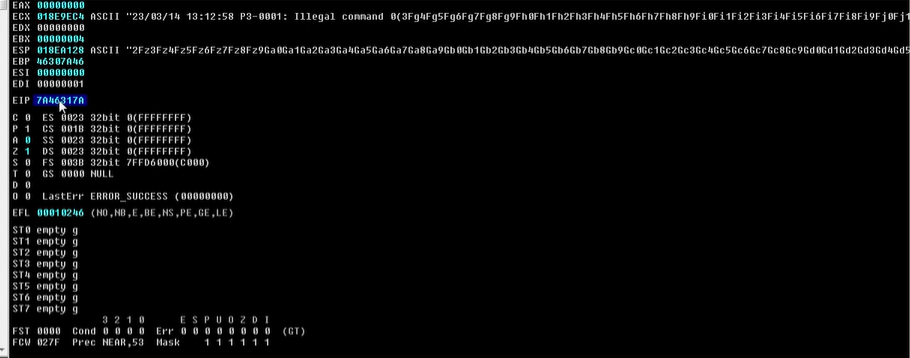 EAX 00000000
ECX 018E9EC4 ASCII "23/03/14 13:12:58 P3-0001: Illegal command 0(3Fg4Fg5Fg6Fg7Fg8Fg9Fh0Fh1Fh2Fh3Fh4Fh5Fh6Fh7Fh8Fh9Fi0Fi1Fi2Fi3Fi4Fi5Fi6Fi7Fi8Fi9Fj0Fj1
EDX 00000000
EBX 00000004
ESP 018EA128 ASCII "2Fz3Fz4Fz5Fz6Fz7Fz8Fz9Ga0Ga1Ga2Ga3Ga4Ga5Ga6Ga7Ga8Ga9Gb0Gb1Gb2Gb3Gb4Gb5Gb6Gb7Gb8Gb9Gc0Gc1Gc2Gc3Gc4Gc5Gc6Gc7Gc8Gc9Gd0Gd1Gd2Gd3Gd4Gd5
EBP 46307A46
ESI 00000000
EDI 00000001
EIP 7A46317A
C 0 ES 0023 32bit 0(FFFFFFFF)
P 1 CS 001B 32bit 0(FFFFFFFF)
A 0 SS 0023 32bit 0(FFFFFFFF)
Z 1 DS 0023 32bit 0(FFFFFFFF)
S 0 FS 003B 32bit 7FFD6000(C000)
T 0 GS 0000 NULL
D 0
O 0 LastErr ERROR_SUCCESS (00000000)
EFL 00010246 (NO,NB,E,BE,NS,PE,GE,LE)
ST0 empty g
ST1 empty g
ST2 empty g
ST3 empty g
ST4 empty g
ST5 empty g
ST6 empty g
ST7 empty g
3 2 1 0 E S P U O Z D I
FST 0000 Cond 0 0 0 0 Err 0 0 0 0 0 0 0 0 (GT)
FCW 027F Prec NEAR,53 Mask 1 1 1 1 1 1